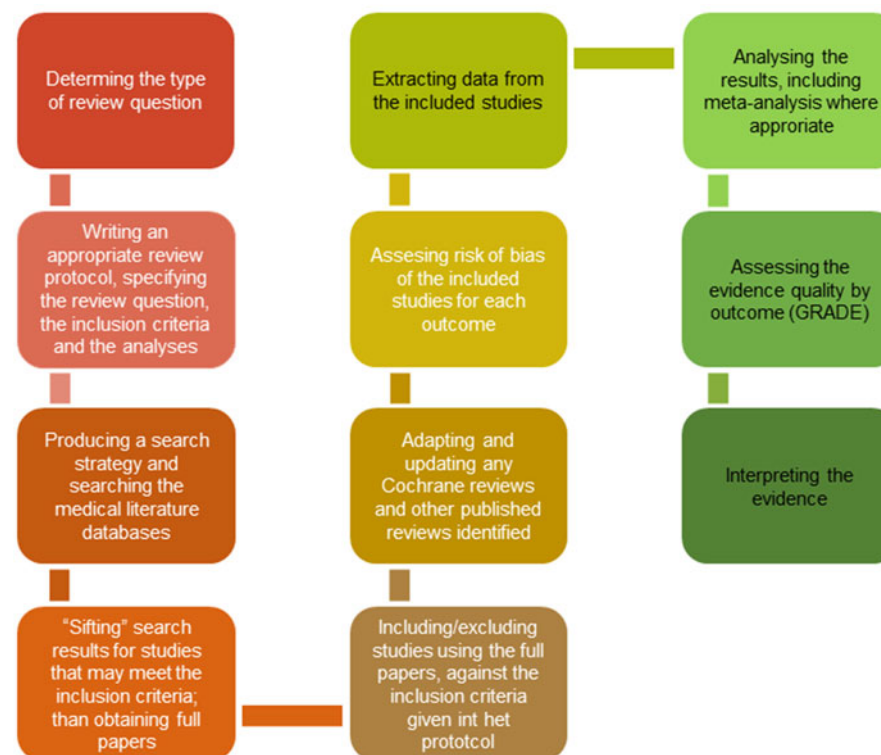 Determining the type
of review question
Writing an
appropriate review
protocol, specifying
the review question,
the inclusion criteria
and the analyses
Producing a search
strategy and
searching the
medical literature
databases
“Sifting” search
results for studies
that may meet the
inclusion criteria;
than obtaining full
papers
Including/excluding
studies using the full
papers, against the
inclusion criteria
given int het
prototcol
Adapting and
updating any
Cochrane reviews
and other published
reviews identified
Assesing risk of bias
of the included
studies for each
outcome
Extracting data from
the included studies
Analysing the
results, including
meta-analysis where
approriate
Assessing the
evidence quality by
outcome (GRADE)
Interpreting the
evidence